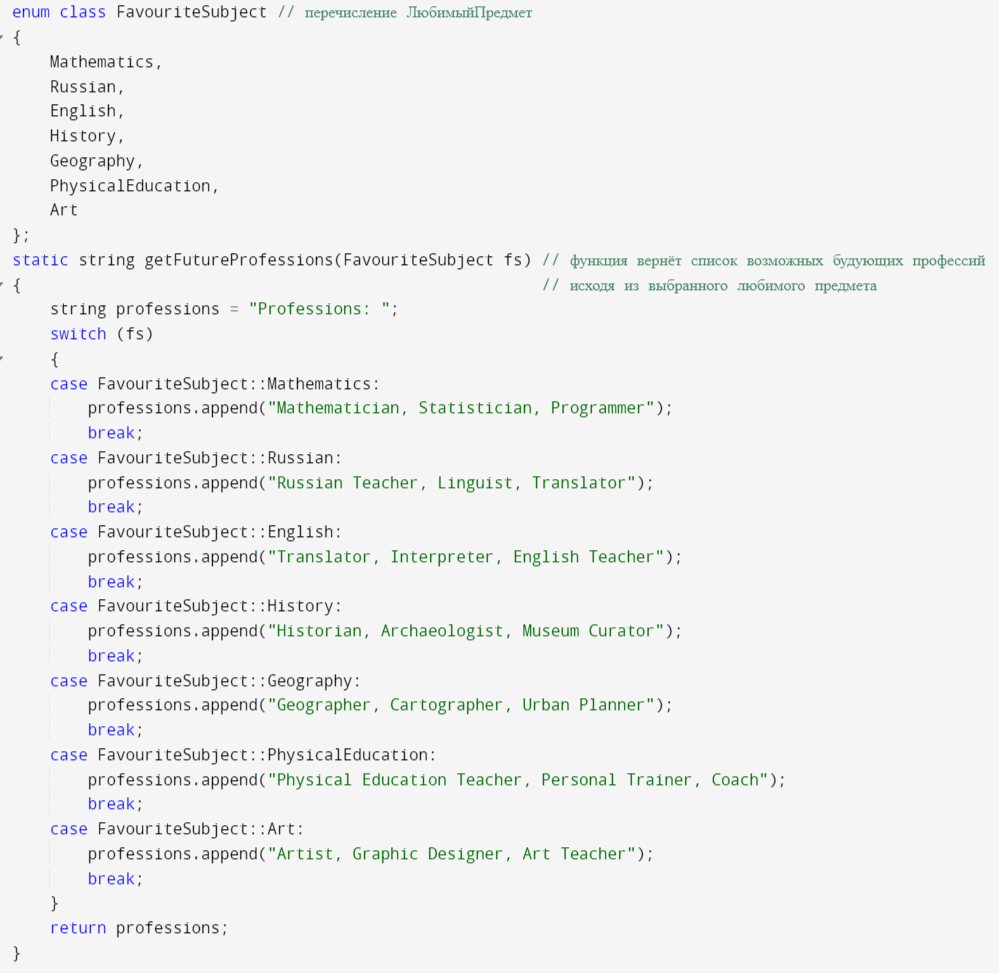 enum class FavouriteSubject // перечисление ЛюбимыйПредмет
{
    Mathematics,
    Russian,
    English,
    History,
    Geography,
    PhysicalEducation,
    Art
};
static string getFutureProfessions(FavouriteSubject fs) // функция вернёт список возможных будующих профессий
{                                                       // исходя из выбранного любимого предмета
    string professions = "Professions: ";
    switch (fs)
    {
    case FavouriteSubject::Mathematics:
        professions.append("Mathematician, Statistician, Programmer");
        break;
    case FavouriteSubject::Russian:
        professions.append("Russian Teacher, Linguist, Translator");
        break;
    case FavouriteSubject::English:
        professions.append("Translator, Interpreter, English Teacher");
        break;
    case FavouriteSubject::History:
        professions.append("Historian, Archaeologist, Museum Curator");
        break;
    case FavouriteSubject::Geography:
        professions.append("Geographer, Cartographer, Urban Planner");
        break;
    case FavouriteSubject::PhysicalEducation:
        professions.append("Physical Education Teacher, Personal Trainer, Coach");
        break;
    case FavouriteSubject::Art:
        professions.append("Artist, Graphic Designer, Art Teacher");
        break;
    }
    return professions;
}